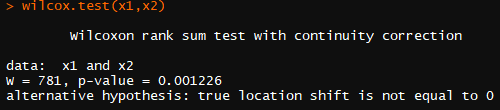 > wilcox.test(x1,x2)
Wilcoxon rank sum test with continuity correction
data: x1 and x2
W = 781, p-value = 0.001226
alternative hypothesis: true location shift is not equal to 0